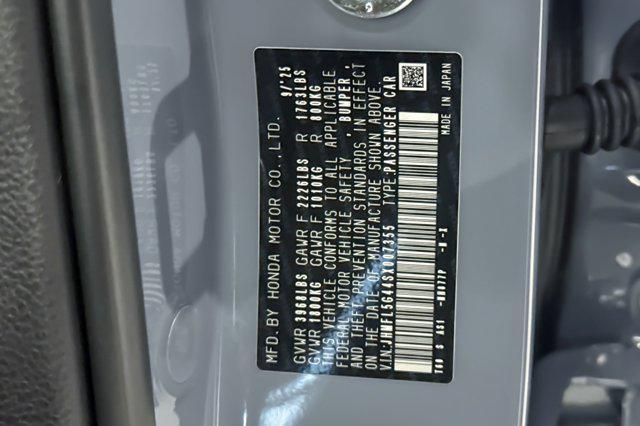 MFD. BY HONDA MOTOR CO., LTD. 9/'25
GVWR 3968LBS GAWR F 2226LBS R 1763LBS
GVWR 1800KG GAWR F 1010KG R 800KG
THIS VEHICLE CONFORMS TO ALL APPLICABLE
FEDERAL MOTOR VEHICLE SAFETY , BUMPER ,
AND THEFT PREVENTION STANDARDS IN EFFECT
ON THE DATE OF MANUFACTURE SHOWN ABOVE.
V.I.N: TYPE:PASSENGER CAR
MADE IN JAPAN